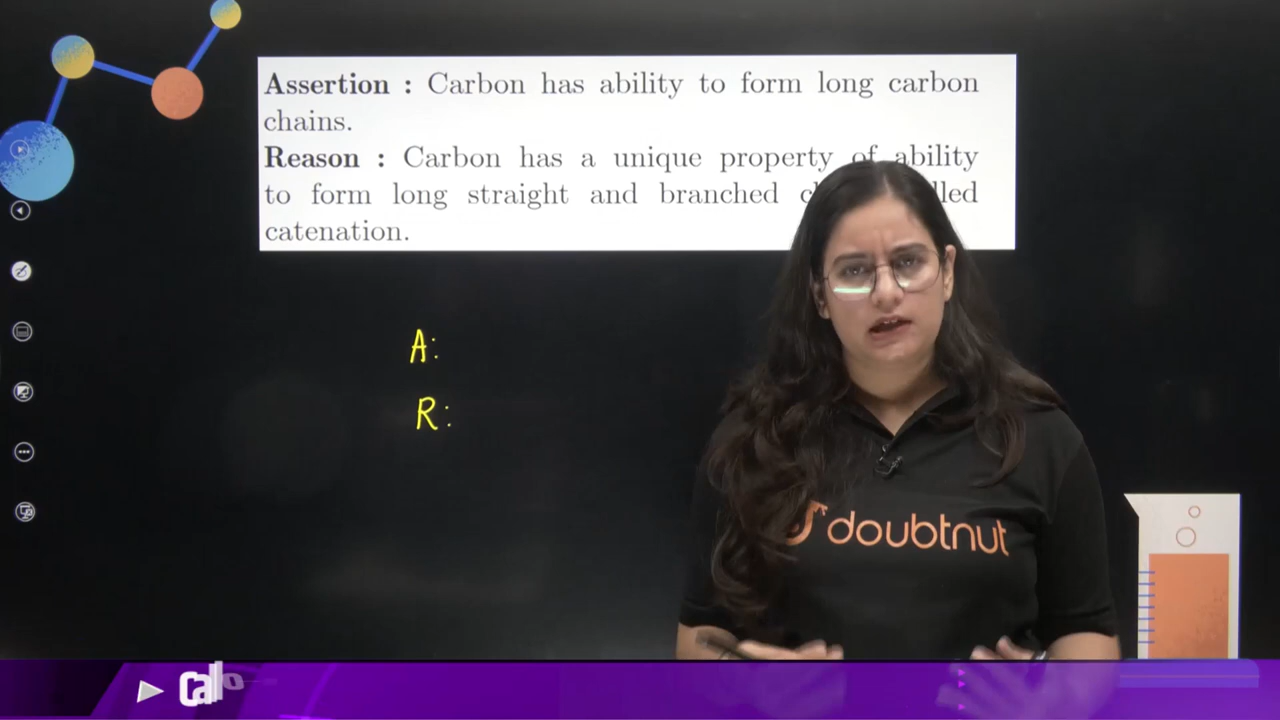 Assertion : Carbon has ability to form long carbon
chains.
Reason : Carbon has a unique property of ability
to form long straight and branched
catenation.
A:
R:
doubtnut